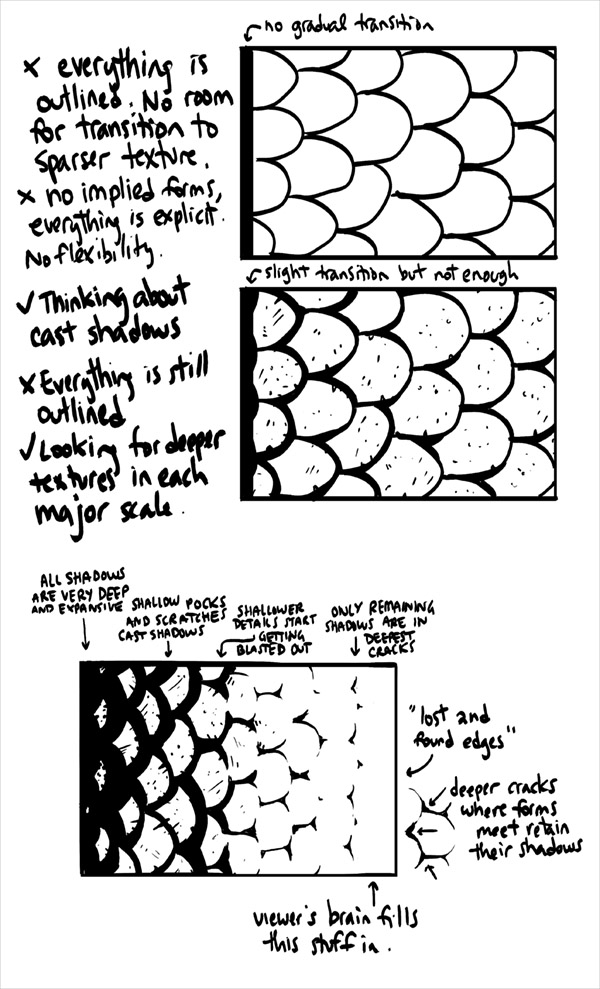 no gradual transition
x everything is
outlined. No room
for transition to
sparser texture.
x no implied forms,
everything is explicit.
No flexibility.
slight transition but not enough
✓ Thinking about
cast shadows
x Everything is still
outlined
✓ Looking for deeper
textures in each
major scale.
ALL SHADOWS
ARE VERY DEEP
AND EXPANSIVE
SHALLOW POCKS
AND SCRATCHES
CAST SHADOWS
SHALLOWER
DETAILS START
GETTING
BLASTED OUT
ONLY REMAINING
SHADOWS ARE IN
DEEPEST
CRACKS
"lost and
found edges"
deeper cracks
where forms
meet retain
their shadows
viewer's brain fills
this stuff in.